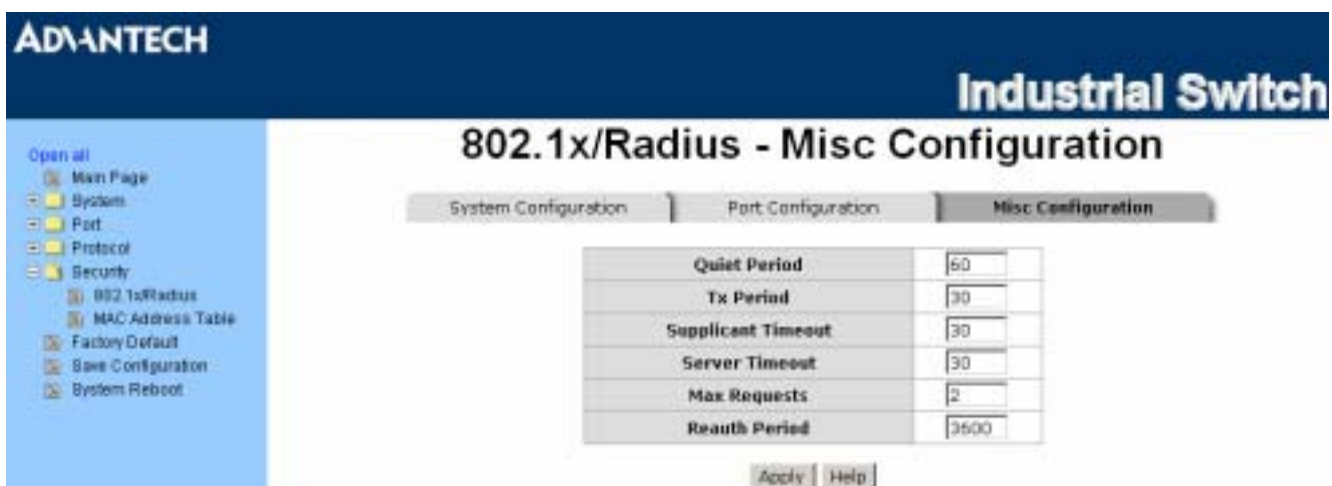 ADVANTECH
Industrial Switch
Open all
Main Page
System
Port
Protocol
Security
802.1x/Radius
MAC Address Table
Factory Default
Save Configuration
System Reboot
802.1x/Radius - Misc Configuration
System Configuration Port Configuration Misc Configuration
Quiet Period 60
Tx Period 30
Supplicant Timeout 30
Server Timeout 30
Max Requests 2
Reauth Period 3600
Apply Help